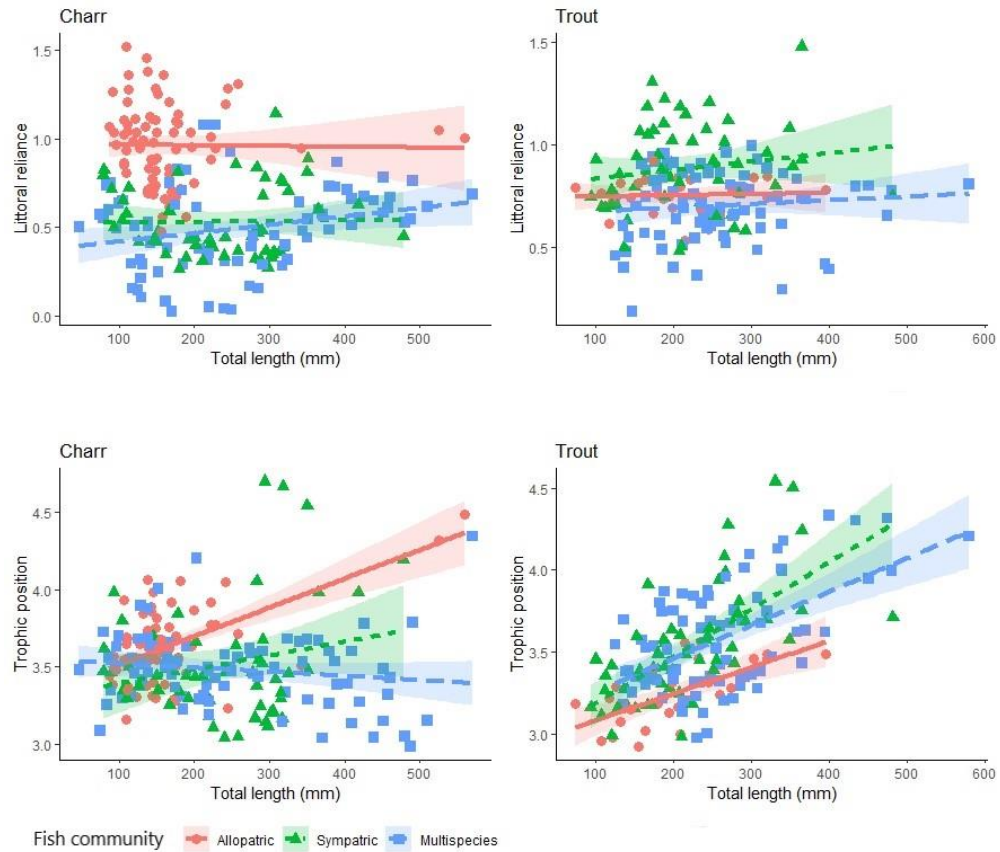 Charr
Trout
1.5
1.0
0.5
0.0
Littoral reliance
100 200 300 400 500
Total length (mm)
1.5
1.0
0.5
Littoral reliance
100 200 300 400 500 600
Total length (mm)
Charr
Trout
4.5
4.0
3.5
3.0
Trophic position
100 200 300 400 500
Total length (mm)
4.5
4.0
3.5
3.0
Trophic position
100 200 300 400 500 600
Total length (mm)
Fish community Allopatric Sympatric Multispecies